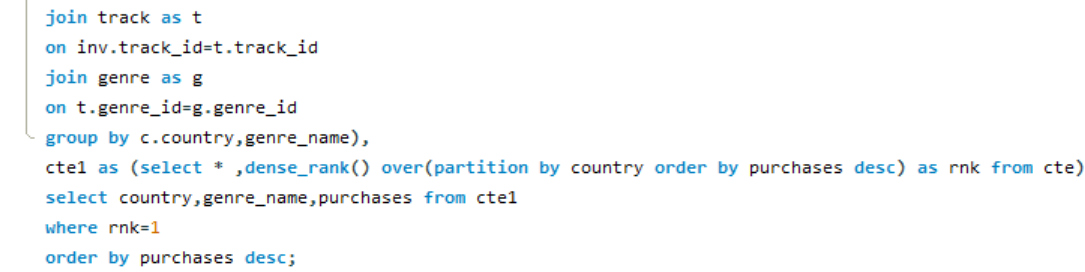 join track as t
on inv.track_id=t.track_id
join genre as g
on t.genre_id=g.genre_id
group by c.country,genre_name),
cte1 as (select * ,dense_rank() over(partition by country order by purchases desc) as rnk from cte)
select country,genre_name,purchases from cte1
where rnk=1
order by purchases desc;